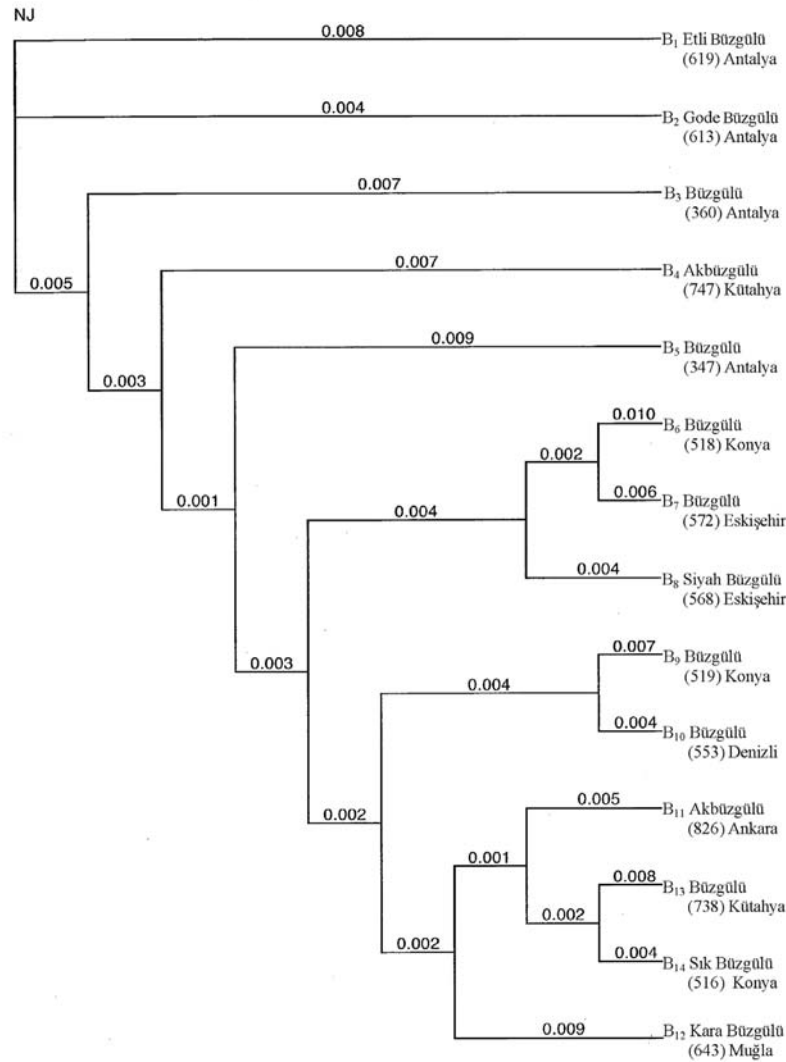 NJ
0.008
B₁ Etli Büzgülü
(619) Antalya
0.004
B₂ Gode Büzgülü
(613) Antalya
0.007
B₃ Büzgülü
(360) Antalya
0.007
B₄ Akbüzgülü
(747) Kütahya
0.005
0.009
B₅ Büzgülü
(347) Antalya
0.003
0.010
B₆ Büzgülü
(518) Konya
0.002
0.006
B₇ Büzgülü
(572) Eskişehir
0.001
0.004
0.004
B₈ Siyah Büzgülü
(568) Eskişehir
0.007
B₉ Büzgülü
(519) Konya
0.003
0.004
0.004
B₁₀ Büzgülü
(553) Denizli
0.005
B₁₁ Akbüzgülü
(826) Ankara
0.002
0.001
0.008
B₁₃ Büzgülü
(738) Kütahya
0.002
0.002
0.004
B₁₄ Sık Büzgülü
(516) Konya
0.009
B₁₂ Kara Büzgülü
(643) Muğla